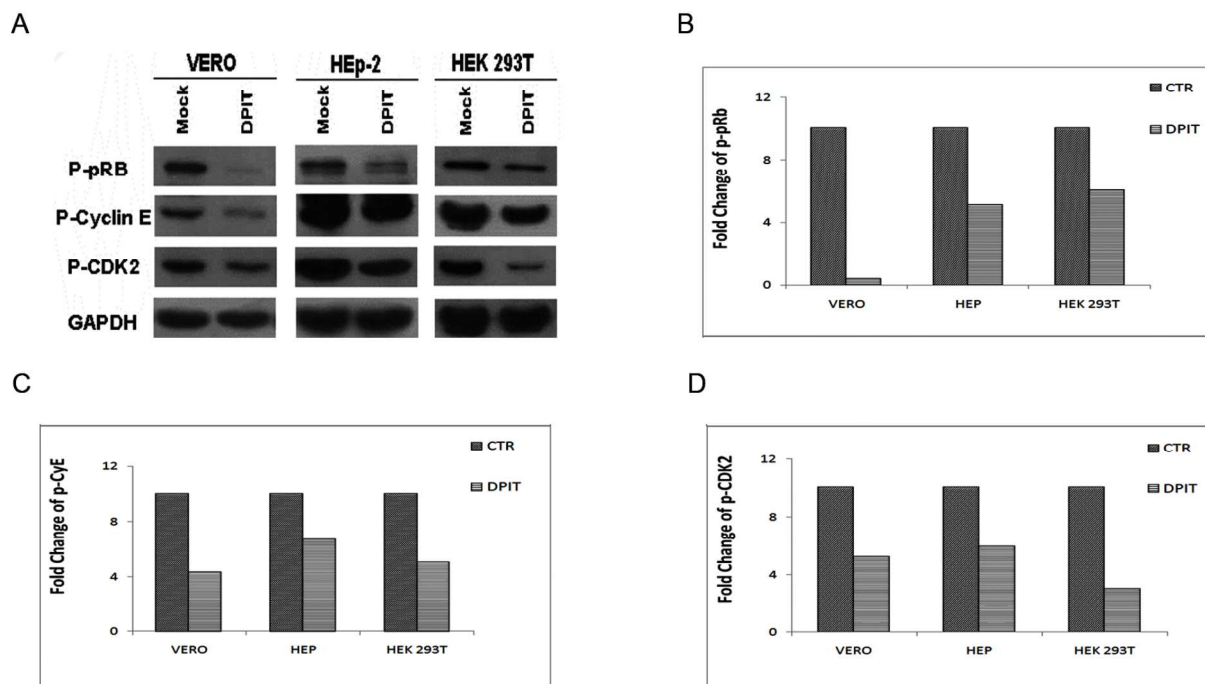 A
VERO HEp-2 HEK 293T
Mock DPIT Mock DPIT Mock DPIT
P-pRB
P-Cyclin E
P-CDK2
GAPDH
B
CTR
DPIT
Fold Change of p-pRb
12
8
4
0
VERO HEP HEK 293T
C
CTR
DPIT
Fold Change of p-CyE
12
8
4
0
VERO HEP HEK 293T
D
CTR
DPIT
Fold Change of p-CDK2
12
8
4
0
VERO HEP HEK 293T